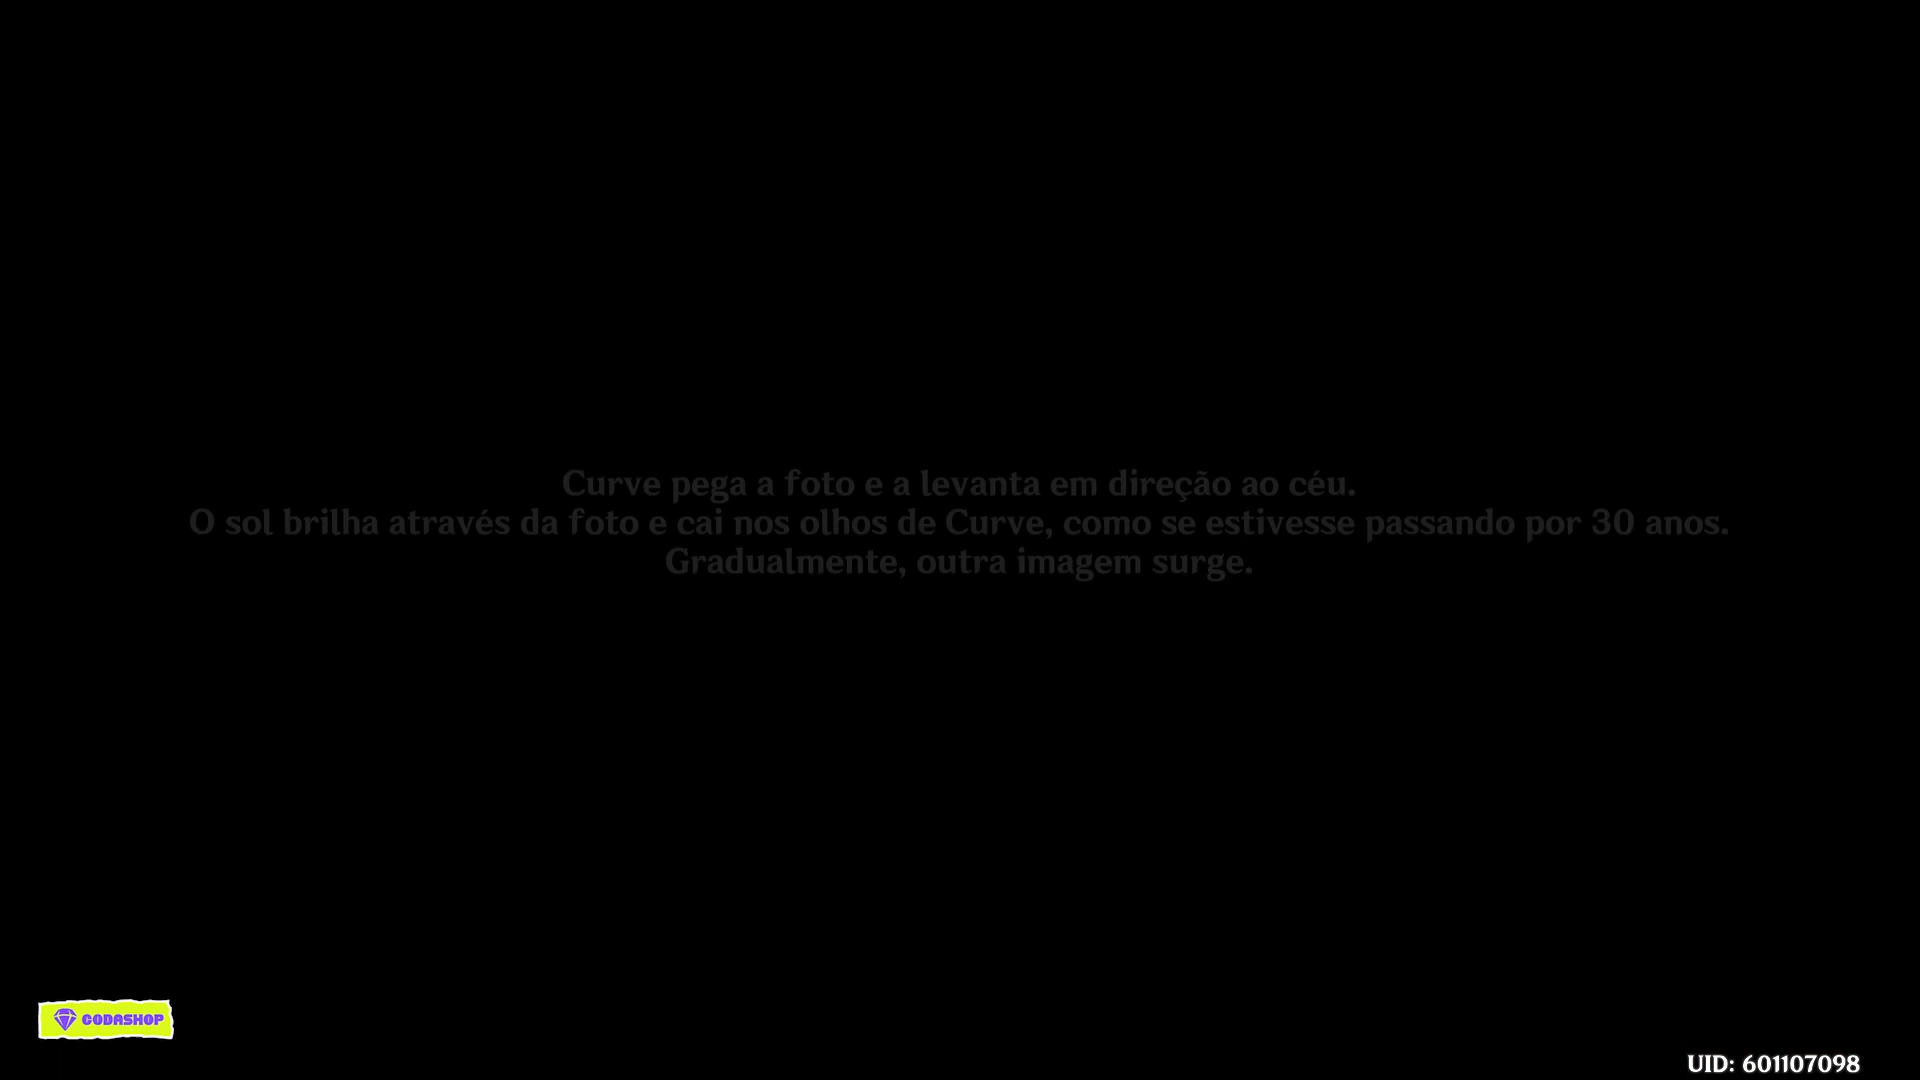 Curve pega a foto e a levanta em direção ao céu.
O sol brilha através da foto e cai nos olhos de Curve, como se estivesse passando por 30 anos.
Gradualmente, outra imagem surge.
CODASHOP
UID: 601107098